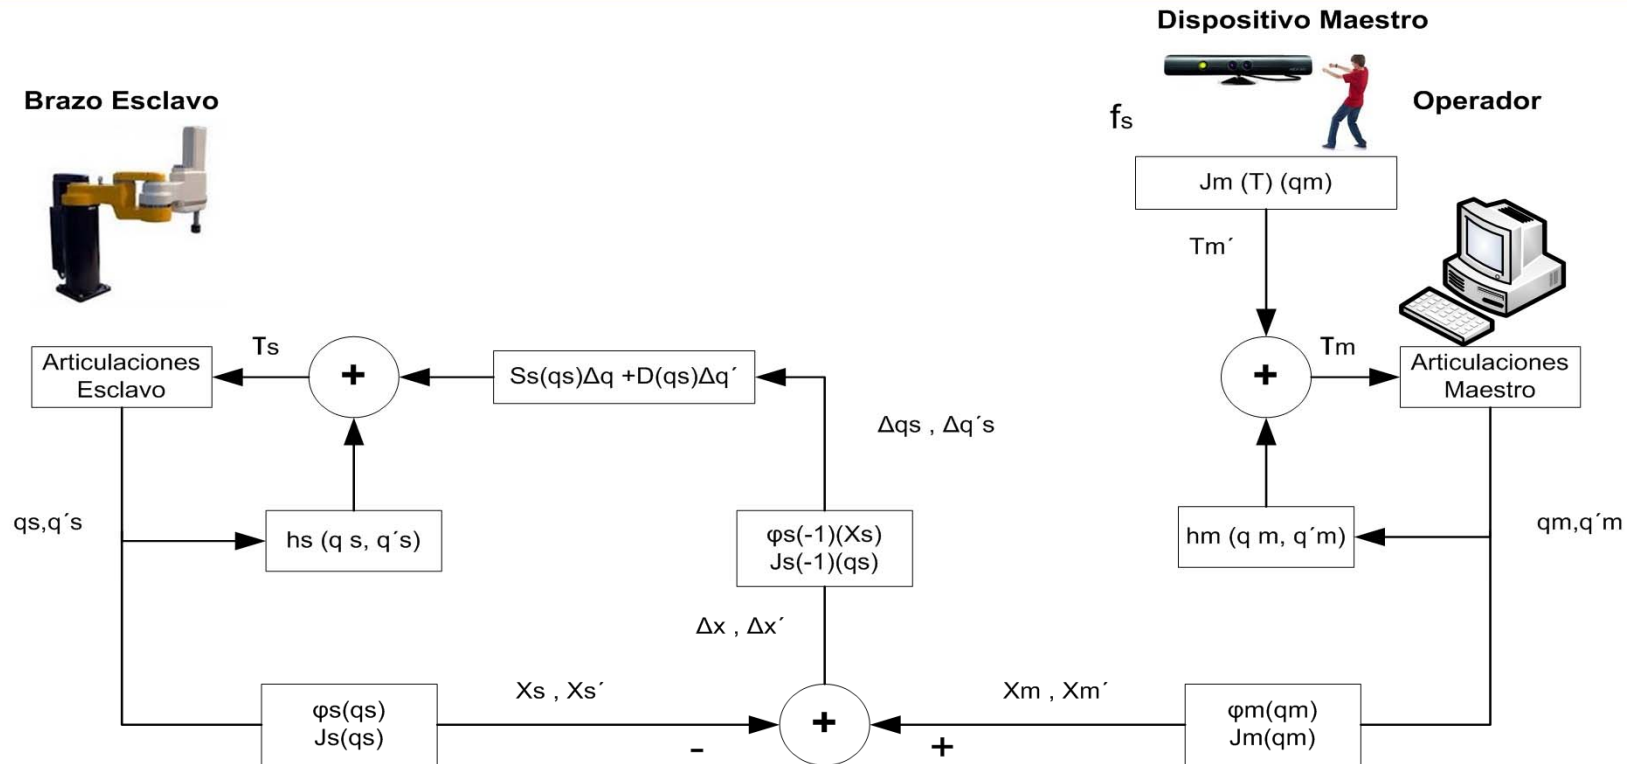 Dispositivo Maestro
Brazo Esclavo
Operador
fs
Jm (T) (qm)
Tm´
Ts
Tm
Articulaciones
Esclavo
+
Ss(qs)Δq +D(qs)Δq´
+
Articulaciones
Maestro
Δqs , Δq´s
qs,q´s
hs (q s, q´s)
φs(-1)(Xs)
Js(-1)(qs)
hm (q m, q´m)
qm,q´m
Δx , Δx´
Xs , Xs´
Xm , Xm´
φs(qs)
Js(qs)
+
φm(qm)
Jm(qm)
-
+